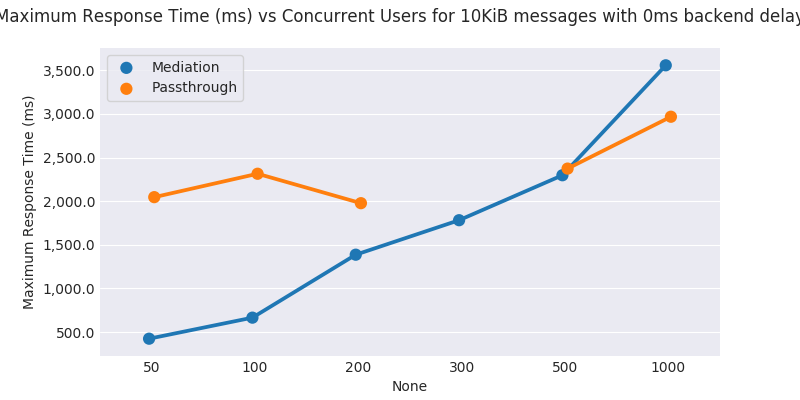 Maximum Response Time (ms) vs Concurrent Users for 10KiB messages with 0ms backend delay
Mediation
Passthrough
Maximum Response Time (ms)
3,500.0
3,000.0
2,500.0
2,000.0
1,500.0
1,000.0
500.0
50 100 200 300 500 1000
None